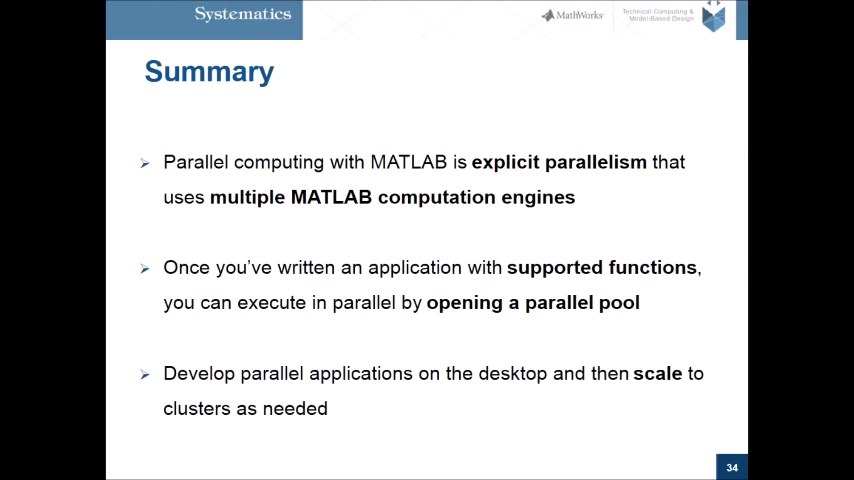 Systematics
MathWorks
Technical Computing &
Model-Based Design
Summary
➢ Parallel computing with MATLAB is explicit parallelism that
uses multiple MATLAB computation engines
➢ Once you've written an application with supported functions,
you can execute in parallel by opening a parallel pool
➢ Develop parallel applications on the desktop and then scale to
clusters as needed
34